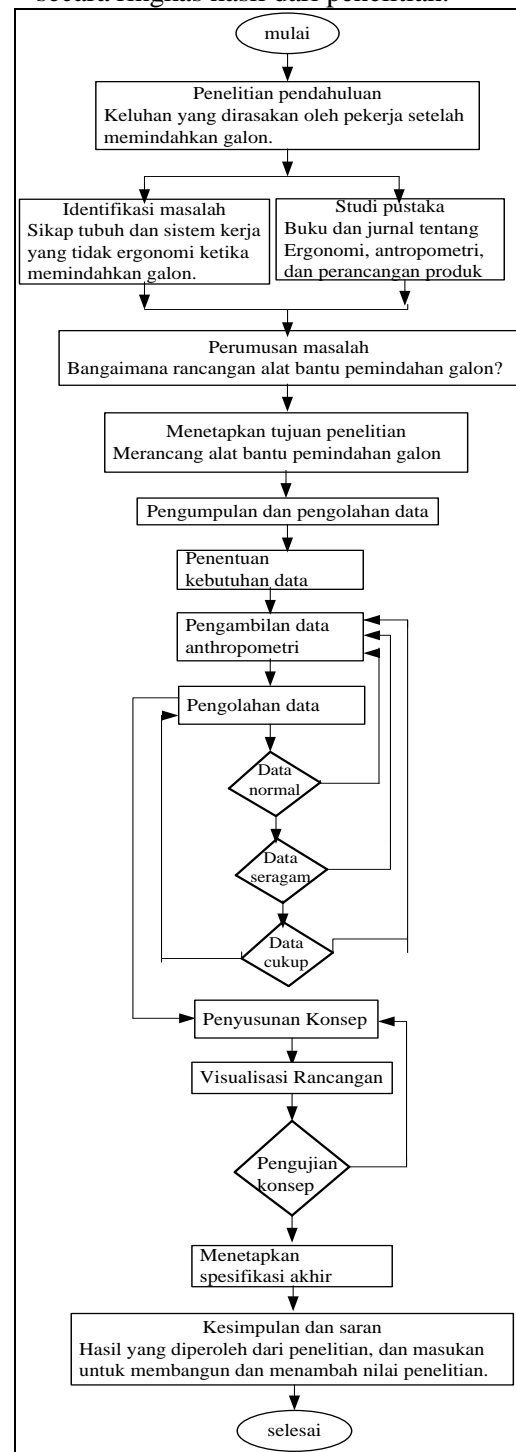 secara ringkas hasil dari penelitian.
mulai
Penelitian pendahuluan
Keluhan yang dirasakan oleh pekerja setelah
memindahkan galon.
Identifikasi masalah
Sikap tubuh dan sistem kerja
yang tidak ergonomi ketika
memindahkan galon.
Studi pustaka
Buku dan jurnal tentang
Ergonomi, antropometri,
dan perancangan produk
Perumusan masalah
Bangaimana rancangan alat bantu pemindahan galon?
Menetapkan tujuan penelitian
Merancang alat bantu pemindahan galon
Pengumpulan dan pengolahan data
Penentuan
kebutuhan data
Pengambilan data
anthropometri
Pengolahan data
Data
normal
Data
seragam
Data
cukup
Penyusunan Konsep
Visualisasi Rancangan
Pengujian
konsep
Menetapkan
spesifikasi akhir
Kesimpulan dan saran
Hasil yang diperoleh dari penelitian, dan masukan
untuk membangun dan menambah nilai penelitian.
selesai